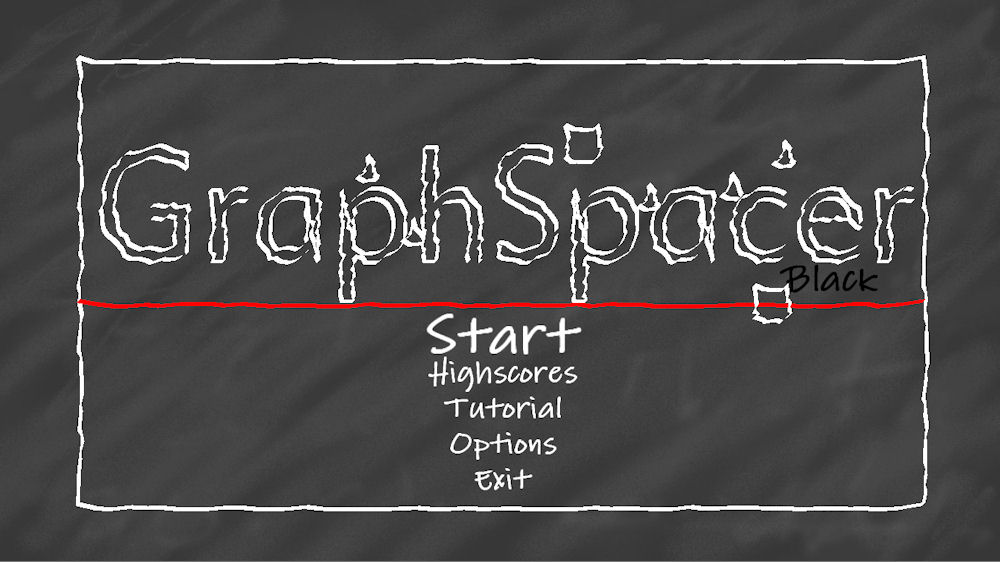 GraphSpacer
Black
Start
Highscores
Tutorial
Options
Exit